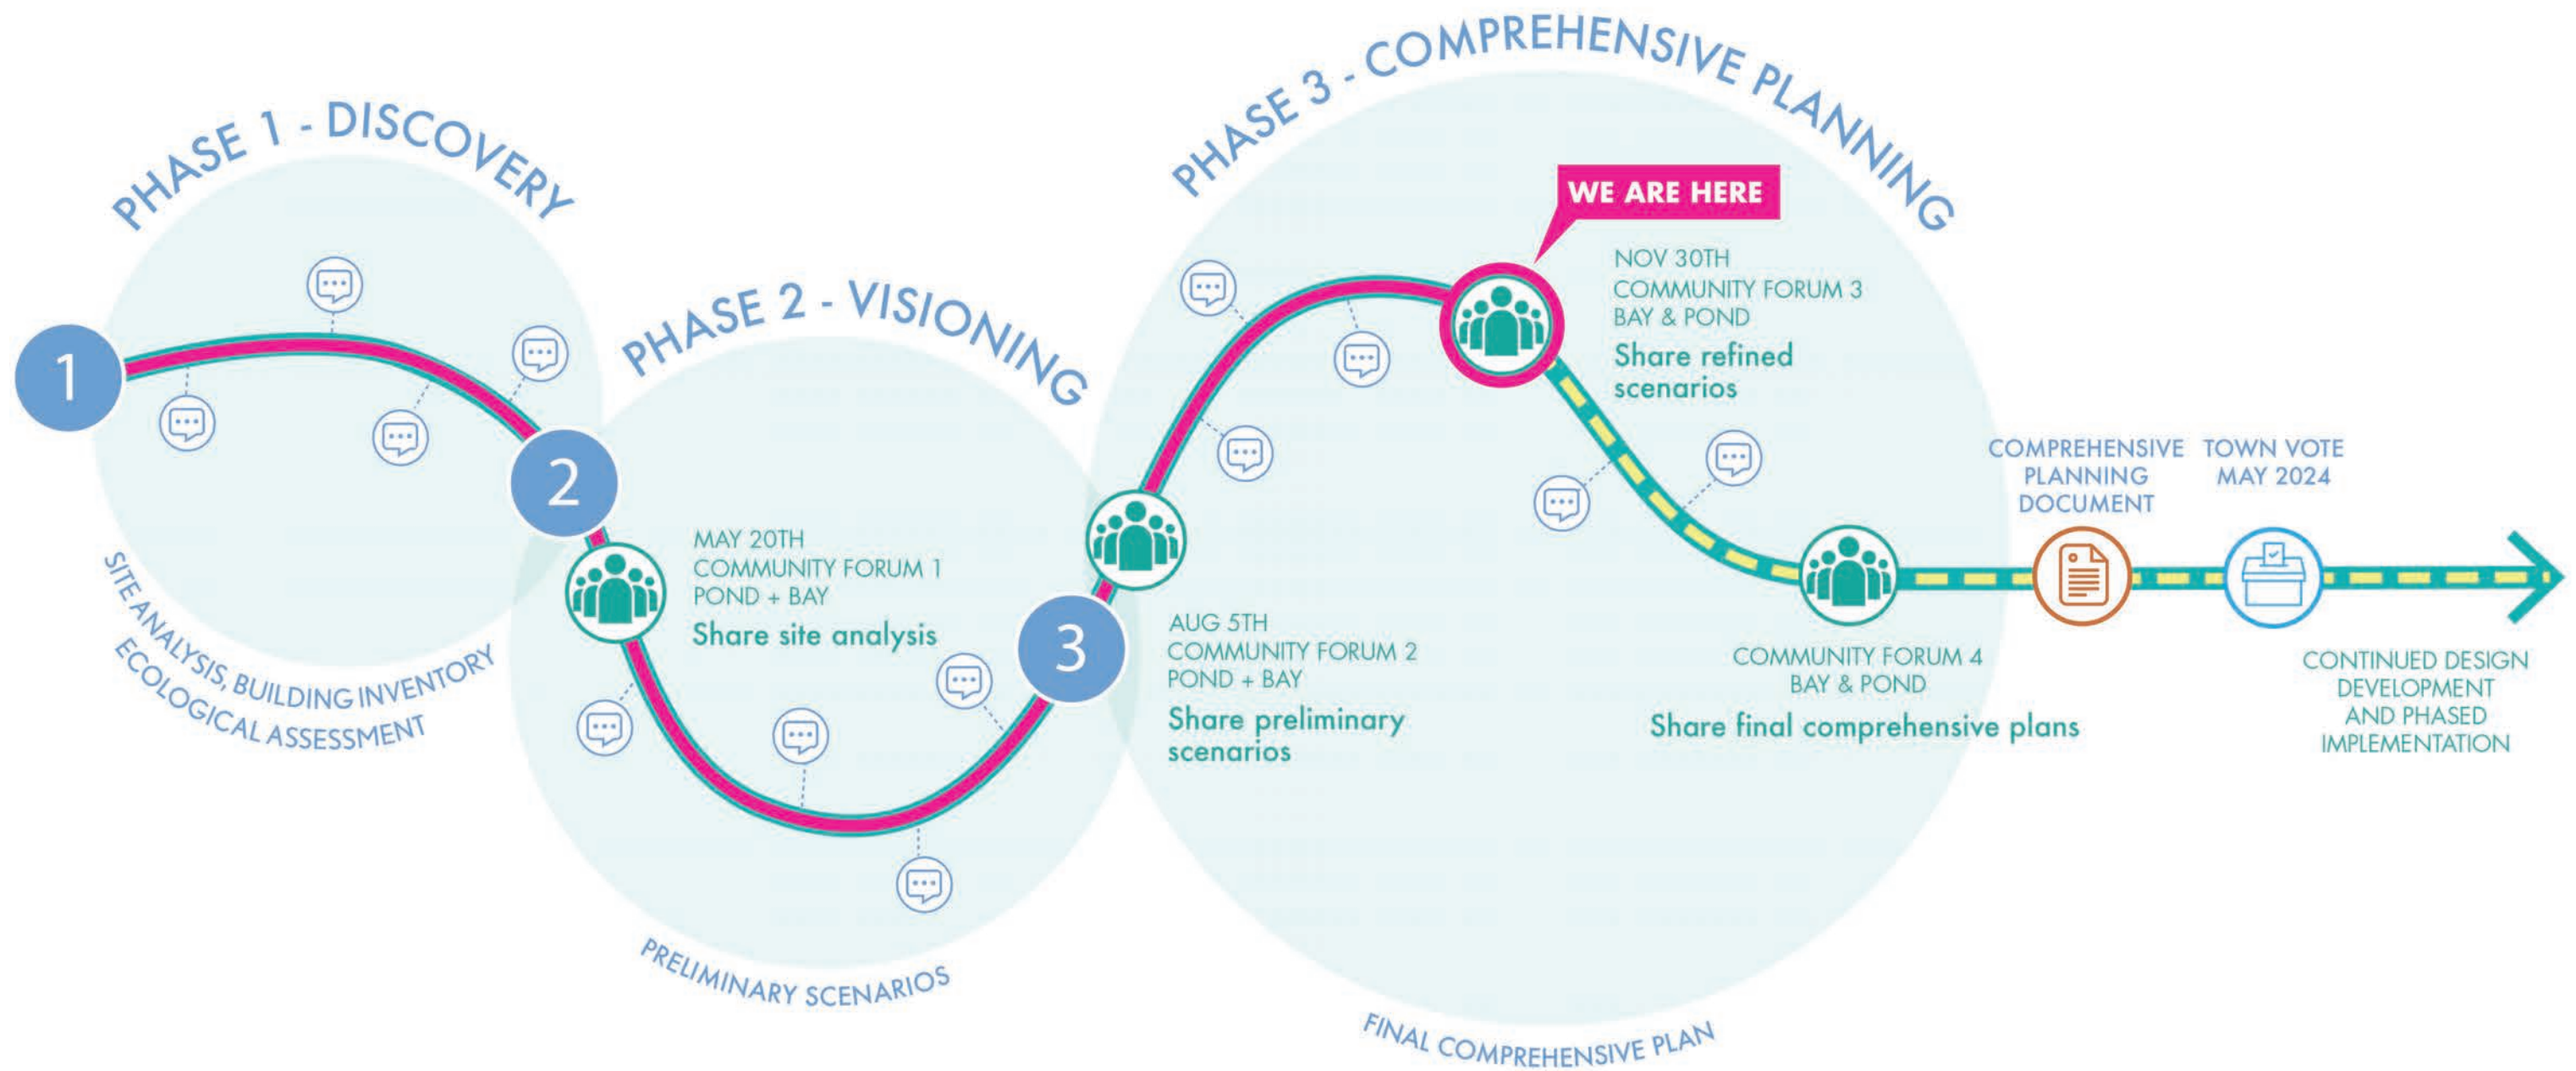 PHASE 1 - DISCOVERY
1
SITE ANALYSIS, BUILDING INVENTORY
ECOLOGICAL ASSESSMENT
PHASE 2 - VISIONING
2
MAY 20TH
COMMUNITY FORUM 1
POND + BAY
Share site analysis
PRELIMINARY SCENARIOS
PHASE 3 - COMPREHENSIVE PLANNING
3
AUG 5TH
COMMUNITY FORUM 2
POND + BAY
Share preliminary
scenarios
WE ARE HERE
NOV 30TH
COMMUNITY FORUM 3
BAY & POND
Share refined
scenarios
COMMUNITY FORUM 4
BAY & POND
Share final comprehensive plans
FINAL COMPREHENSIVE PLAN
COMPREHENSIVE
PLANNING
DOCUMENT
TOWN VOTE
MAY 2024
CONTINUED DESIGN
DEVELOPMENT
AND PHASED
IMPLEMENTATION